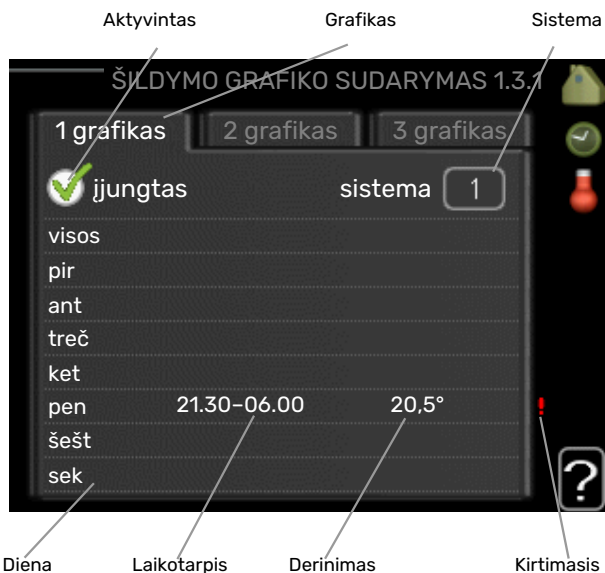 Aktyvintas Grafikas Sistema
ŠILDYMO GRAFIKO SUDARYMAS 1.3.1
1 grafikas 2 grafikas 3 grafikas
įjungtas sistema 1
visos
pir
ant
treč
ket
pen 21.30–06.00 20,5° !
šešt
sek
?
Diena Laikotarpis Derinimas Kirtimasis